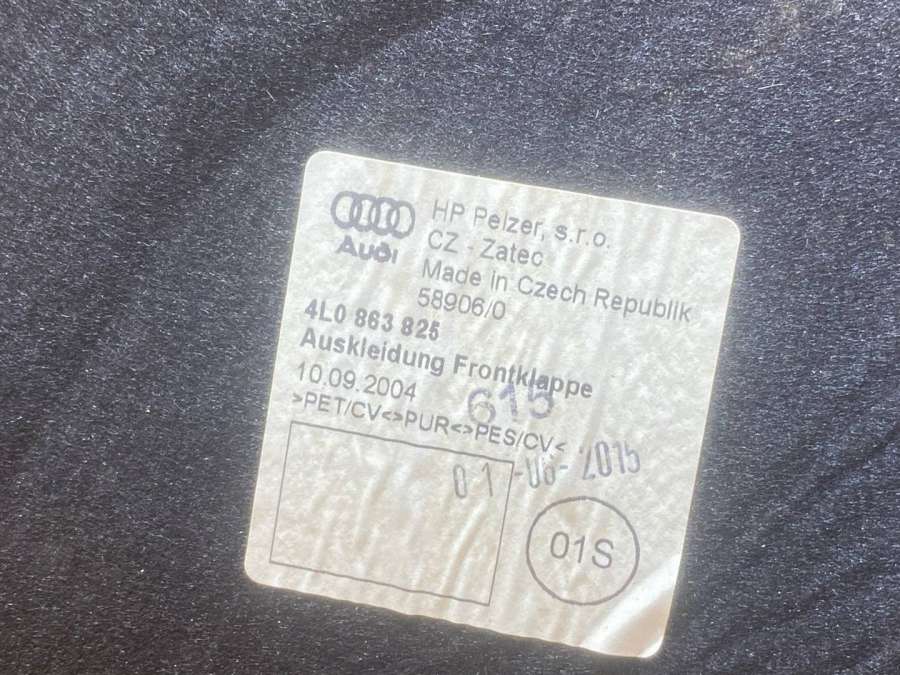 Audi
HP Pelzer, s.r.o.
CZ - Zatec
Made in Czech Republik
58906/0
4L0 863 825
Auskleidung Frontklappe
10.09.2004
615
>PET/CV<>PUR<>PES/CV<
01-06-2015
01S